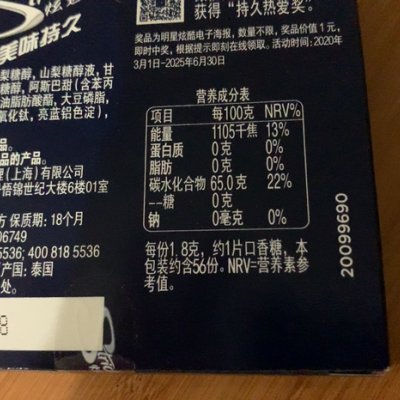 炫
美味持久
获得“持久热爱奖”。
奖品为明星炫酷电子海报,数量不限,奖品价值1元,
即时中奖,根据提示即刻在线领取。活动时间:2020年
3月1日-2025年6月30日
山梨糖醇液,甘
梨糖醇,
阿斯巴甜(含苯丙
油脂肪酸酯,大豆磷脂,
氧化钛,亮蓝铝色淀),
品的产品。
理(上海)有限公司
悟锦世纪大楼6楼01室
方 保质期:18个月
06749
5536; 400 818 5536
产国:泰国
处。
8
营养成分表
项目 每100克 NRV%
能量 1105千焦 13%
蛋白质 0克 0%
脂肪 0克 0%
碳水化合物 65.0克 22%
--糖 0克
钠 0毫克 0%
每份1.8克,约1片口香糖,本
包装约含56份。NRV=营养素参
考值。
20099690